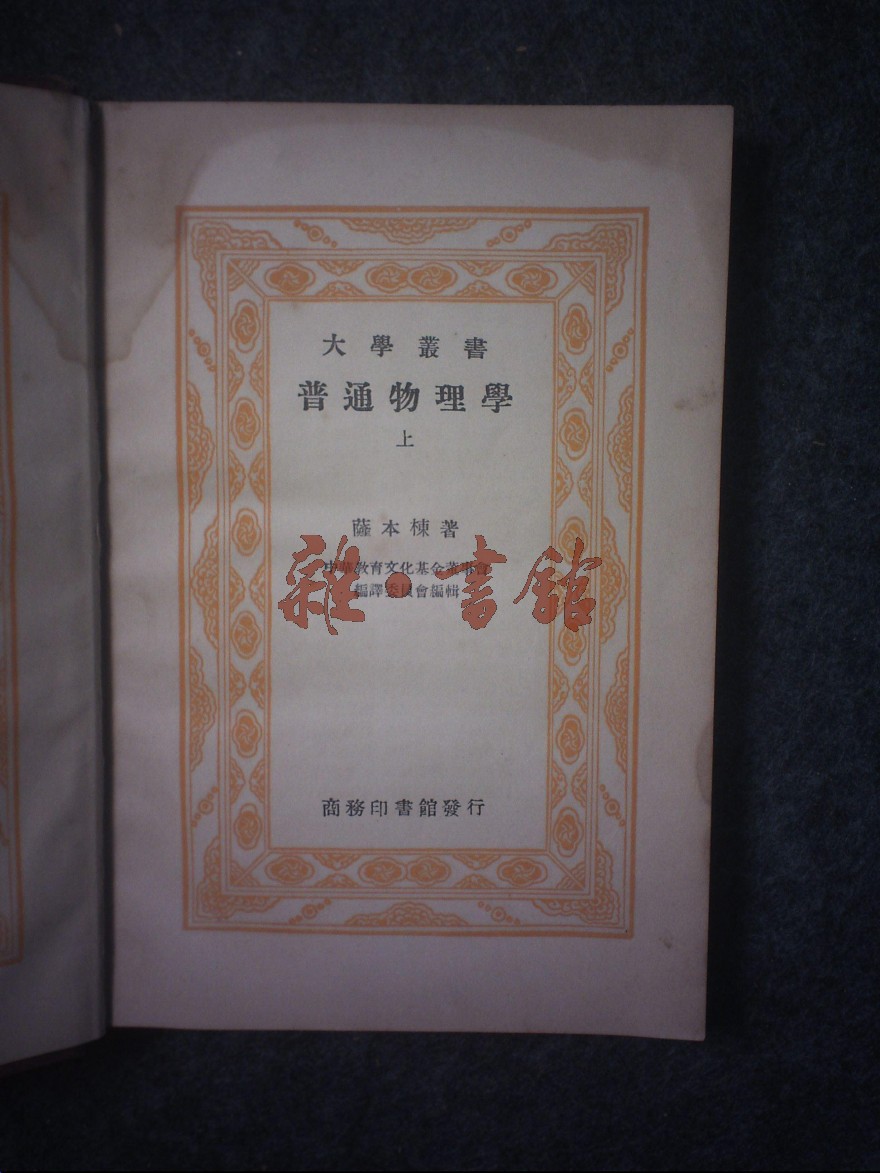 大學叢書
普通物理學
上
薩本棟著
中華教育文化基金董事會
編譯委員會編輯
雜·書館
商務印書館發行